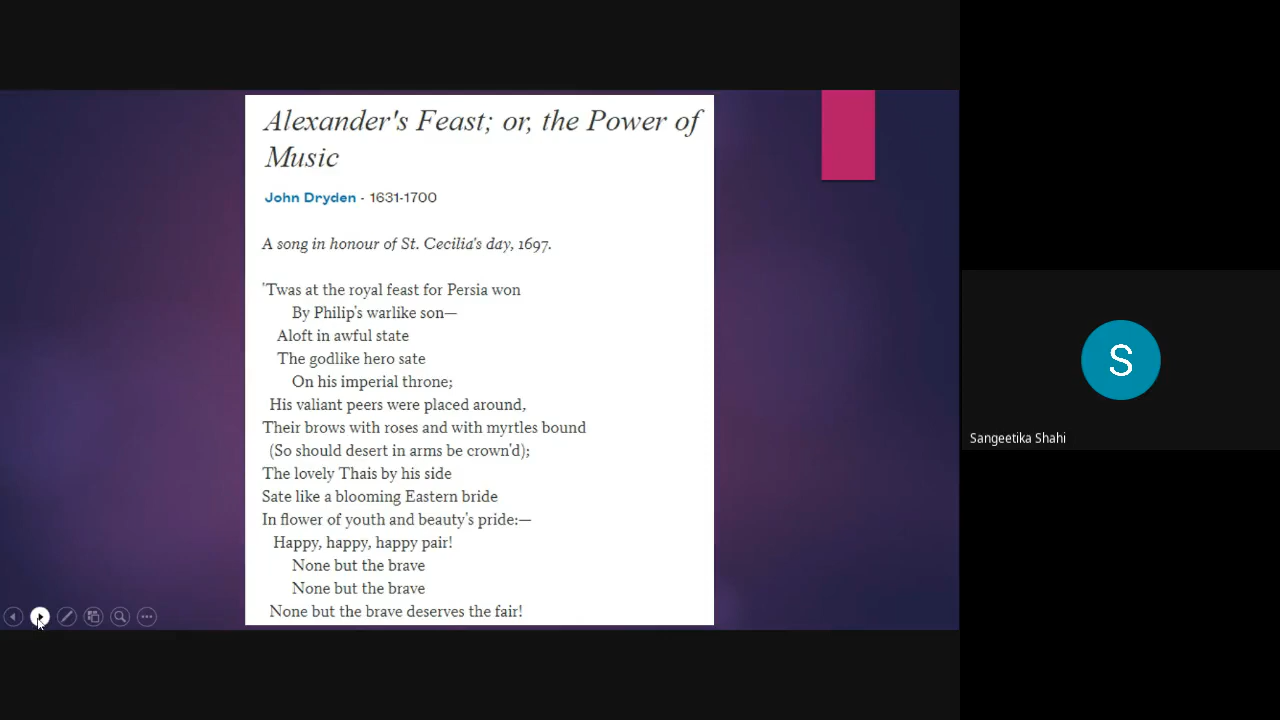 Alexander's Feast; or, the Power of
Music
John Dryden - 1631-1700
A song in honour of St. Cecilia's day, 1697.
'Twas at the royal feast for Persia won
By Philip's warlike son—
Aloft in awful state
The godlike hero sate
On his imperial throne;
His valiant peers were placed around,
Their brows with roses and with myrtles bound
(So should desert in arms be crown'd);
The lovely Thais by his side
Sate like a blooming Eastern bride
In flower of youth and beauty's pride:—
Happy, happy, happy pair!
None but the brave
None but the brave
None but the brave deserves the fair!
S
Sangeetika Shahi